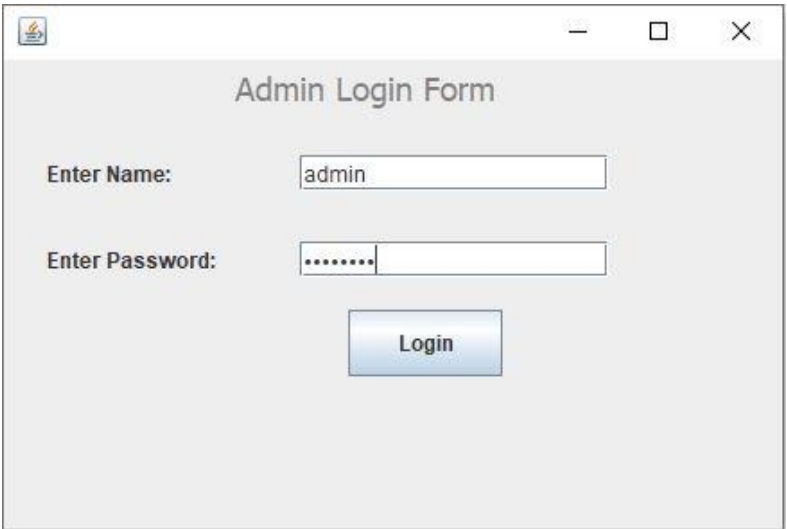 Admin Login Form
Enter Name: admin
Enter Password: ••••••••
Login